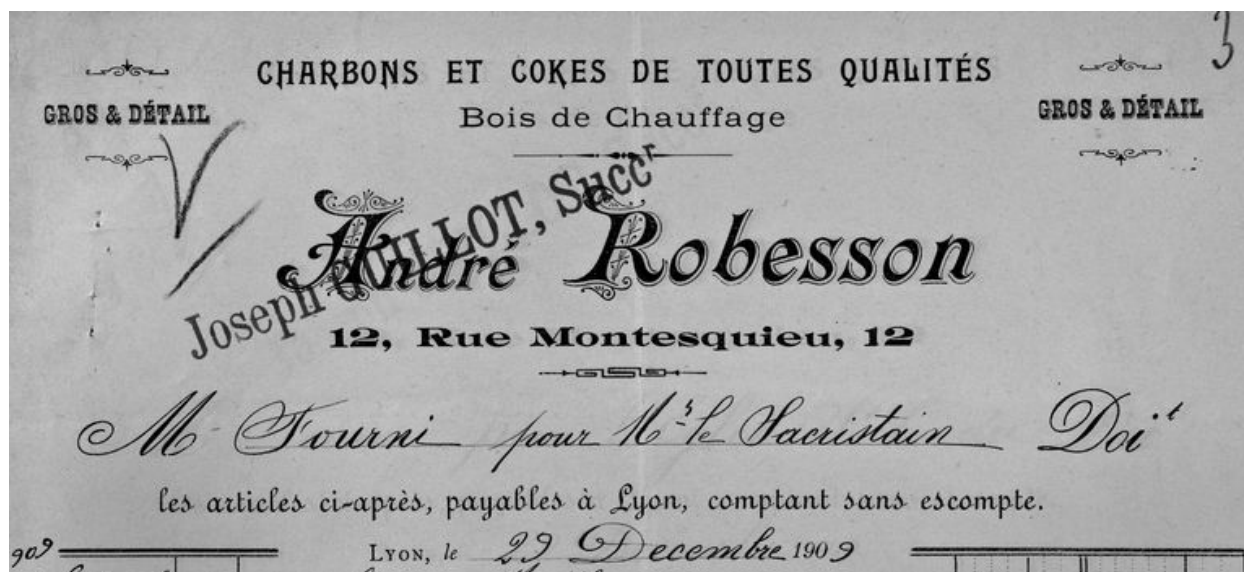 3
CHARBONS ET COKES DE TOUTES QUALITÉS
GROS & DÉTAIL
GROS & DÉTAIL
Bois de Chauffage
Joseph GUILLOT, Succʳ
André Robesson
12, Rue Montesquieu, 12
M Fourni pour Mʳ le Sacristain Doiᵗ
les articles ci-après, payables à Lyon, comptant sans escompte.
909
LYON, le 29 Decembre 1909